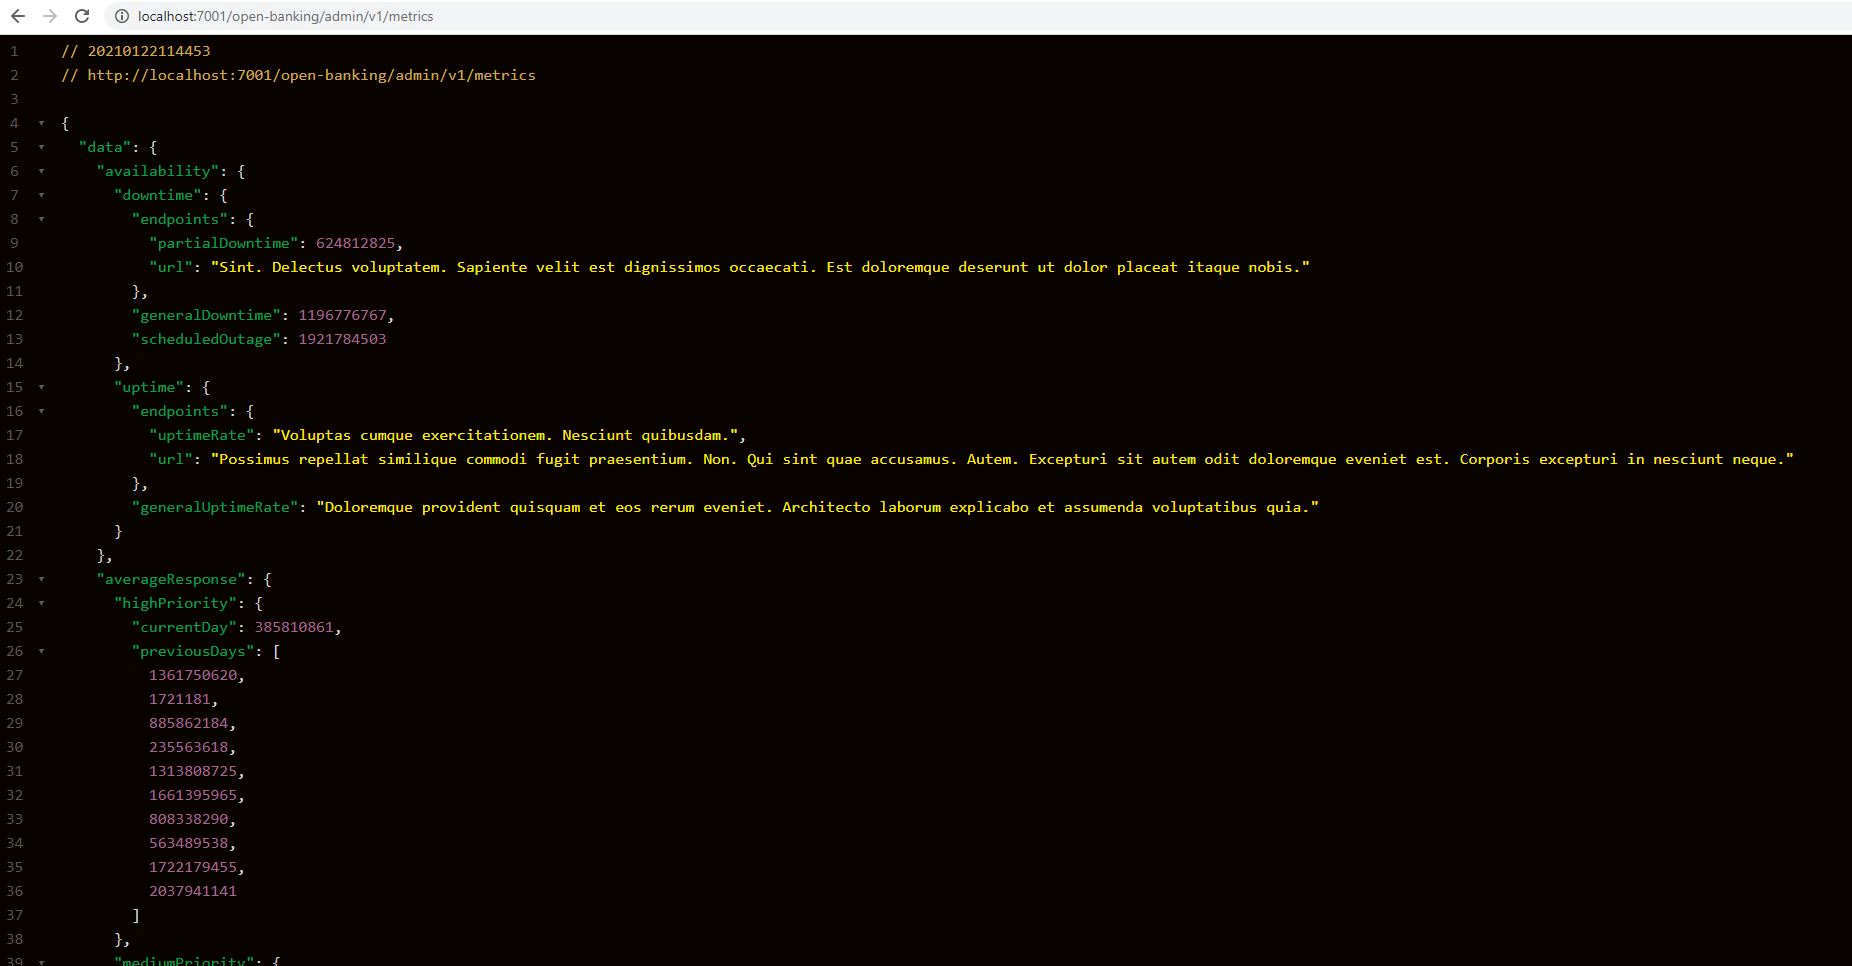 localhost:7001/open-banking/admin/v1/metrics
1 // 20210122114453
2 // http://localhost:7001/open-banking/admin/v1/metrics
3
4 {
5 "data": {
6 "availability": {
7 "downtime": {
8 "endpoints": {
9 "partialDowntime": 624812825,
10 "url": "Sint. Delectus voluptatem. Sapiente velit est dignissimos occaecati. Est doloremque deserunt ut dolor placeat itaque nobis."
11 },
12 "generalDowntime": 1196776767,
13 "scheduledOutage": 1921784503
14 },
15 "uptime": {
16 "endpoints": {
17 "uptimeRate": "Voluptas cumque exercitationem. Nesciunt quibusdam.",
18 "url": "Possimus repellat similique commodi fugit praesentium. Non. Qui sint quae accusamus. Autem. Excepturi sit autem odit doloremque eveniet est. Corporis excepturi in nesciunt neque."
19 },
20 "generalUptimeRate": "Doloremque provident quisquam et eos rerum eveniet. Architecto laborum explicabo et assumenda voluptatibus quia."
21 }
22 },
23 "averageResponse": {
24 "highPriority": {
25 "currentDay": 385810861,
26 "previousDays": [
27 1361750620,
28 1721181,
29 885862184,
30 235563618,
31 1313808725,
32 1661395965,
33 808338290,
34 563489538,
35 1722179455,
36 2037941141
37 ]
38 },
39 "mediumPriority": {